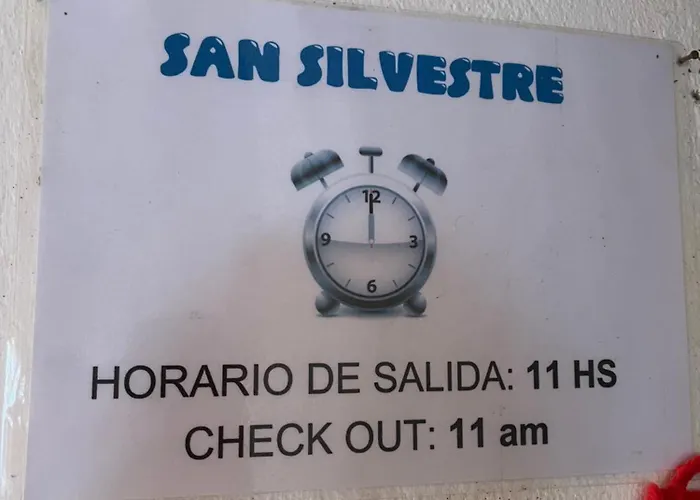 SAN SILVESTRE
12
9 3
6
HORARIO DE SALIDA: 11 HS
CHECK OUT: 11 am